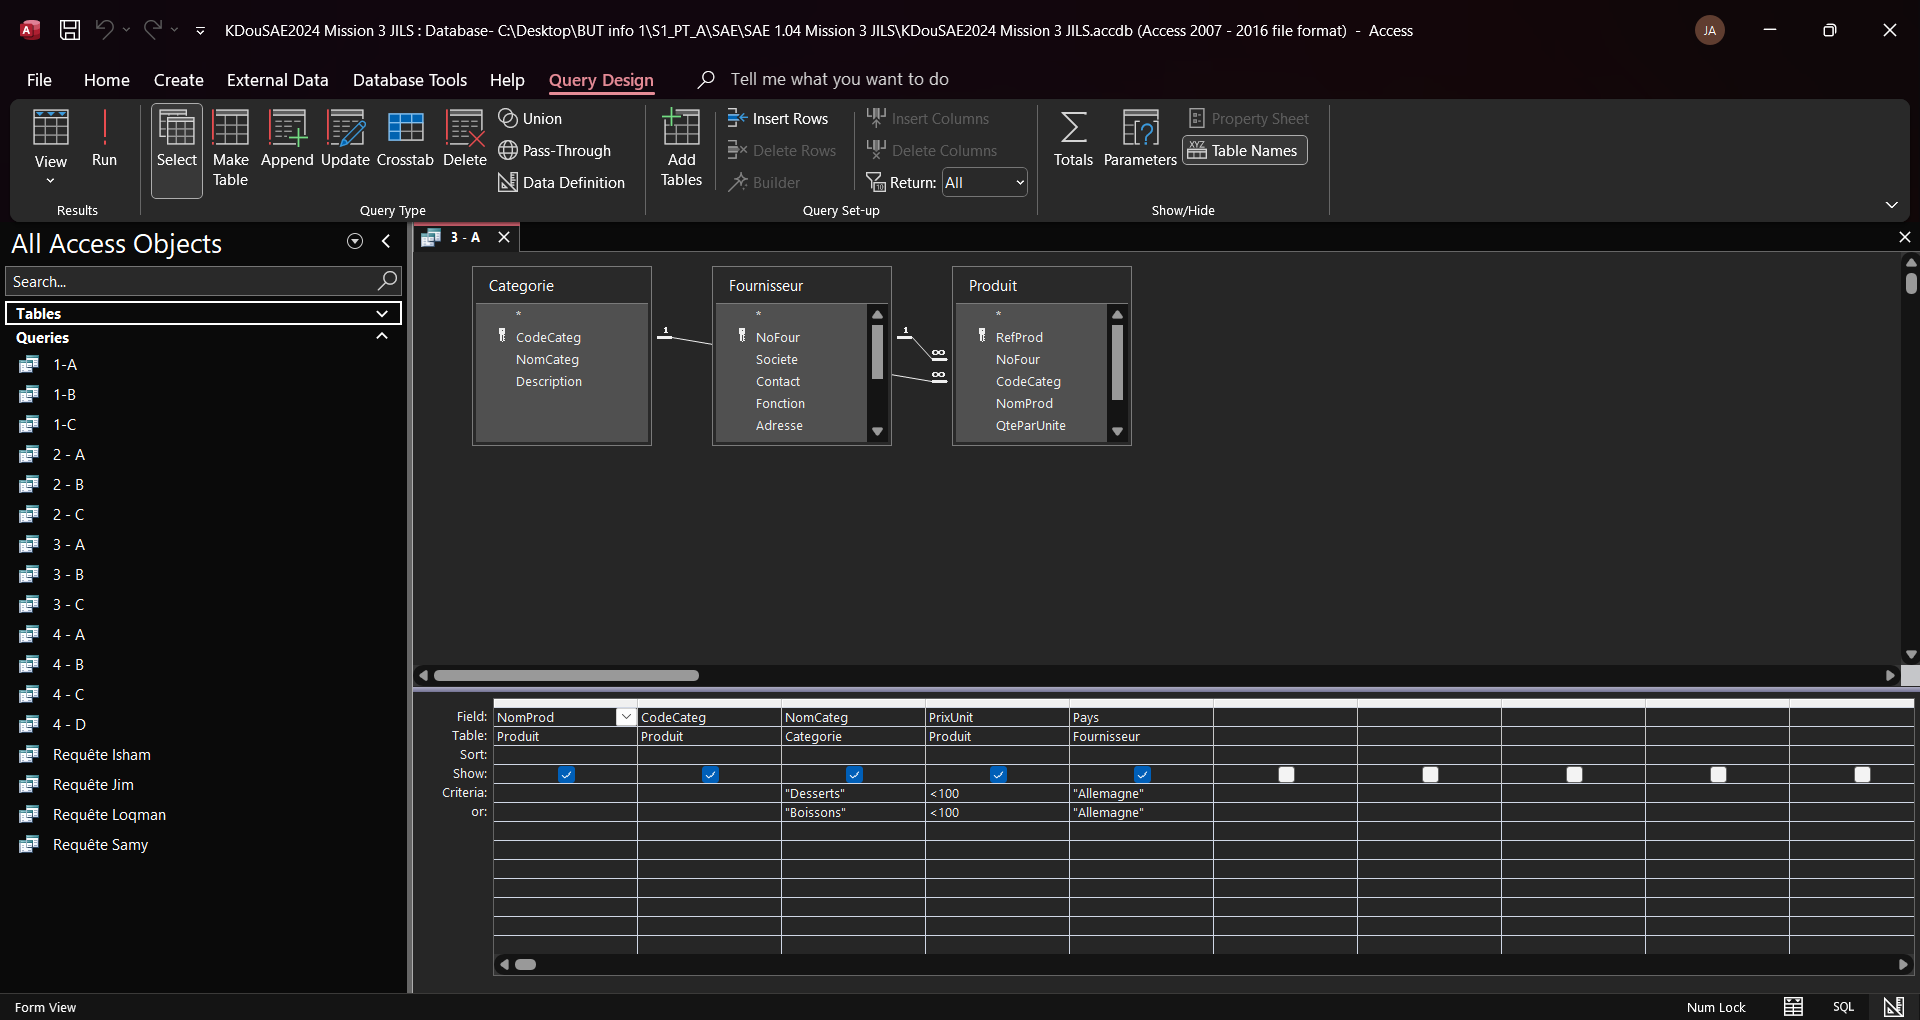 KDouSAE2024 Mission 3 JILS : Database- C:\Desktop\BUT info 1\S1_PT_A\SAE\SAE 1.04 Mission 3 JILS\KDouSAE2024 Mission 3 JILS.accdb (Access 2007 - 2016 file format) - Access
JA
File Home Create External Data Database Tools Help Query Design Tell me what you want to do
View
Run
Results
Select
Make Table
Append
Update
Crosstab
Delete
Union
Pass-Through
Data Definition
Query Type
Add Tables
Insert Rows
Delete Rows
Builder
Insert Columns
Delete Columns
Return: All
Query Set-up
Totals
Parameters
Property Sheet
Table Names
Show/Hide
All Access Objects
Search...
Tables
Queries
1-A
1-B
1-C
2 - A
2 - B
2 - C
3 - A
3 - B
3 - C
4 - A
4 - B
4 - C
4 - D
Requête Isham
Requête Jim
Requête Loqman
Requête Samy
3 - A
Categorie
*
CodeCateg
NomCateg
Description
1
Fournisseur
*
NoFour
Societe
Contact
Fonction
Adresse
1
∞
∞
Produit
*
RefProd
NoFour
CodeCateg
NomProd
QteParUnite
Field: NomProd CodeCateg NomCateg PrixUnit Pays
Table: Produit Produit Categorie Produit Fournisseur
Sort:
Show:
Criteria: "Desserts" <100 "Allemagne"
or: "Boissons" <100 "Allemagne"
Form View
Num Lock
SQL